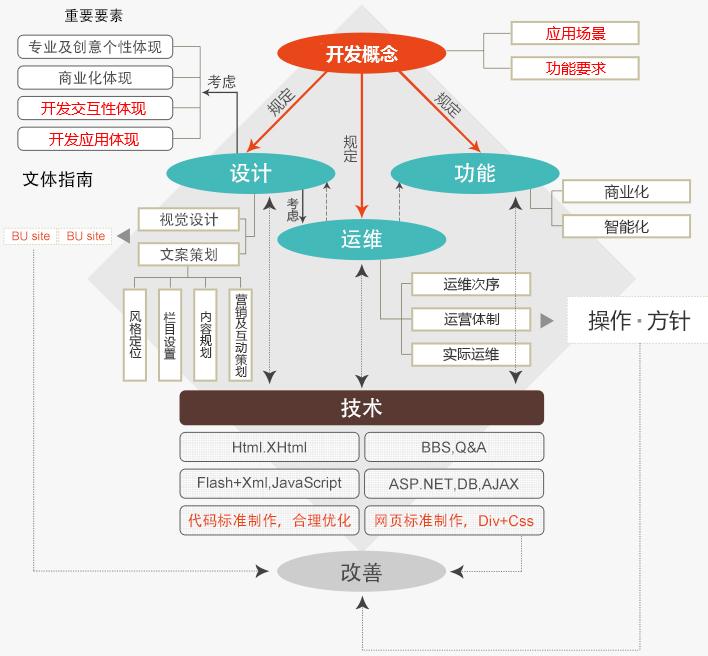 重要要素
专业及创意个性体现
商业化体现
开发交互性体现
开发应用体现
考虑
开发概念
应用场景
功能要求
规定
规定
规定
设计
功能
考虑
运维
文体指南
商业化
智能化
视觉设计
BU site
BU site
文案策划
风格定位
栏目设置
内容规划
营销及互动策划
运维次序
运营体制
实际运维
操作·方针
技术
Html.XHtml
BBS,Q&A
Flash+Xml,JavaScript
ASP.NET,DB,AJAX
代码标准制作，合理优化
网页标准制作，Div+Css
改善